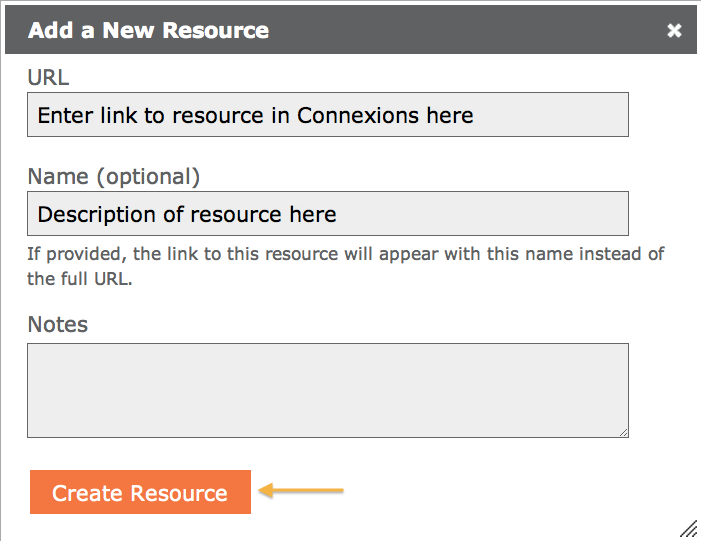 Add a New Resource
URL
Enter link to resource in Connexions here
Name (optional)
Description of resource here
If provided, the link to this resource will appear with this name instead of
the full URL.
Notes
Create Resource